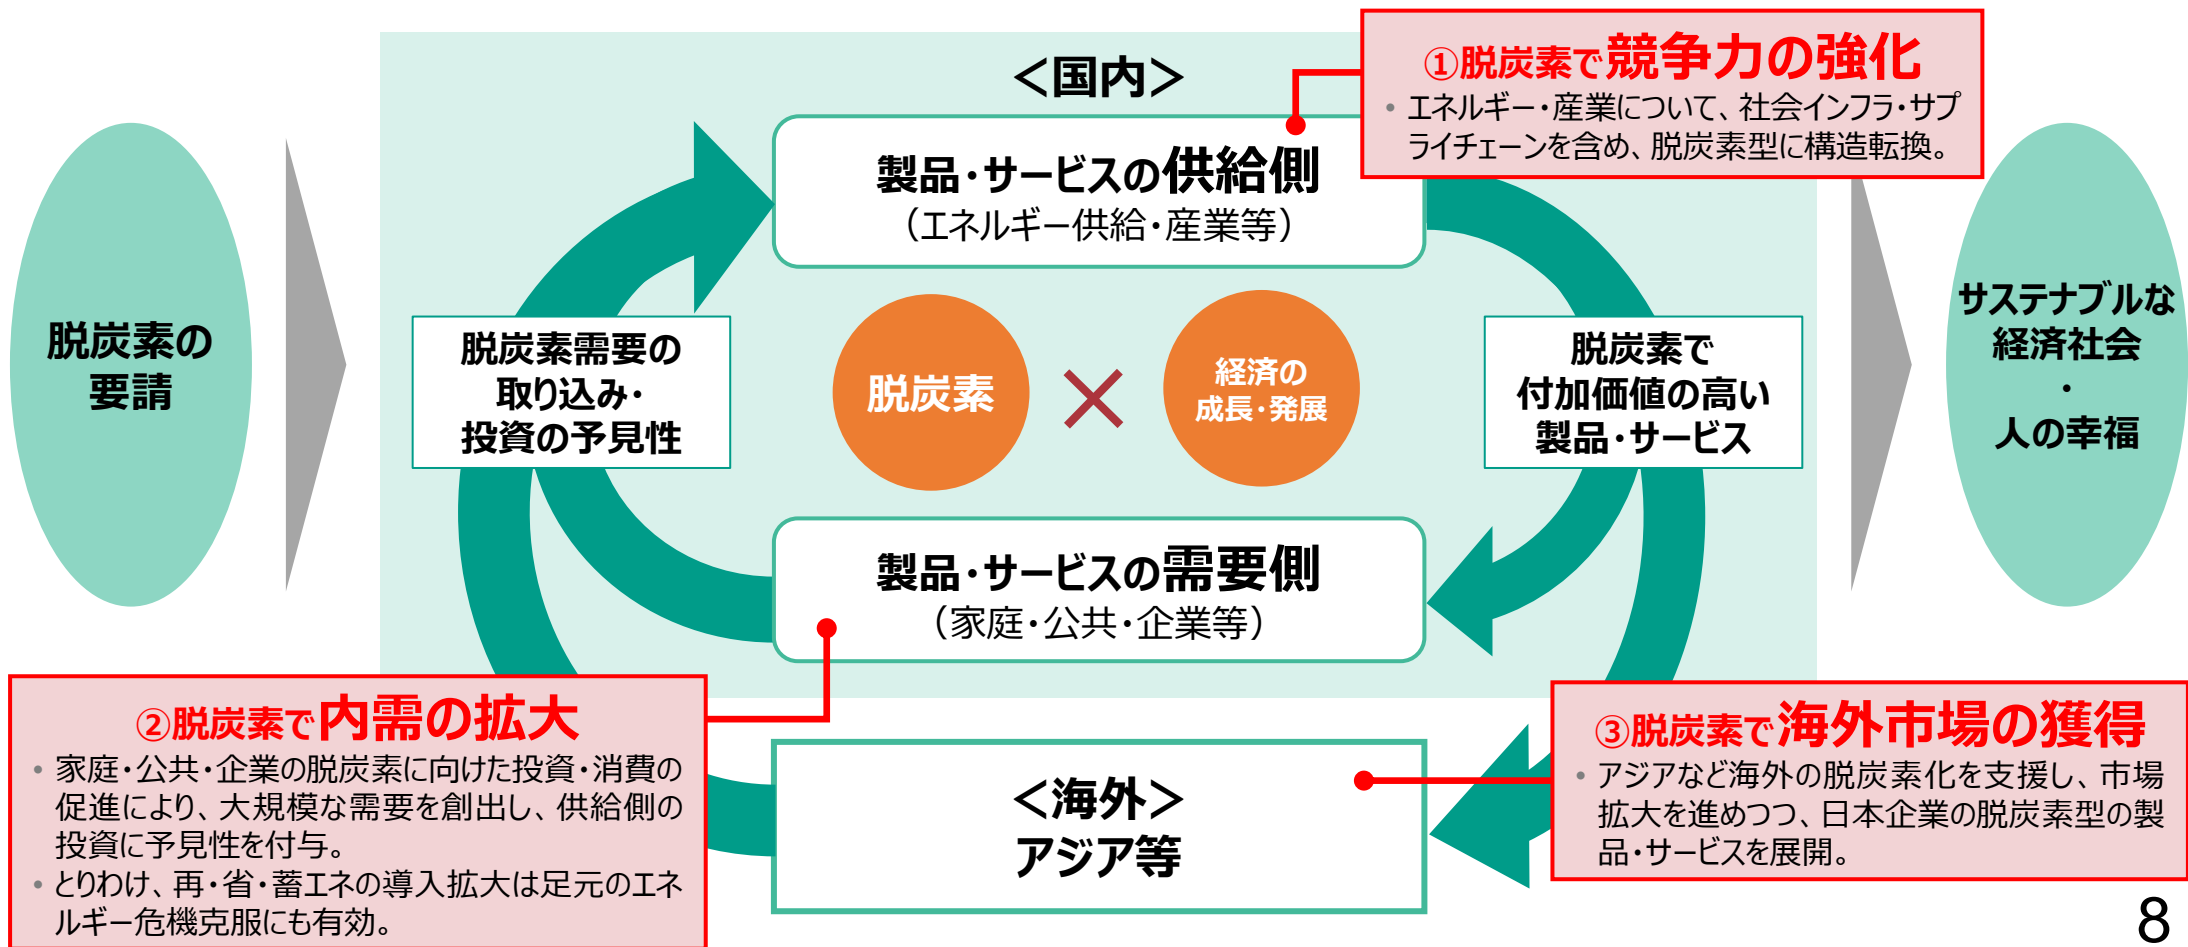 ＜国内＞
①脱炭素で競争力の強化
• エネルギー・産業について、社会インフラ・サプ
ライチェーンを含め、脱炭素型に構造転換。
製品・サービスの供給側
（エネルギー供給・産業等）
脱炭素の
要請
脱炭素需要の
取り込み・
投資の予見性
脱炭素
×
経済の
成長・発展
脱炭素で
付加価値の高い
製品・サービス
サステナブルな
経済社会
・
人の幸福
製品・サービスの需要側
（家庭・公共・企業等）
②脱炭素で内需の拡大
• 家庭・公共・企業の脱炭素に向けた投資・消費の
促進により、大規模な需要を創出し、供給側の
投資に予見性を付与。
• とりわけ、再・省・蓄エネの導入拡大は足元のエネ
ルギー危機克服にも有効。
＜海外＞
アジア等
③脱炭素で海外市場の獲得
• アジアなど海外の脱炭素化を支援し、市場
拡大を進めつつ、日本企業の脱炭素型の製
品・サービスを展開。
8